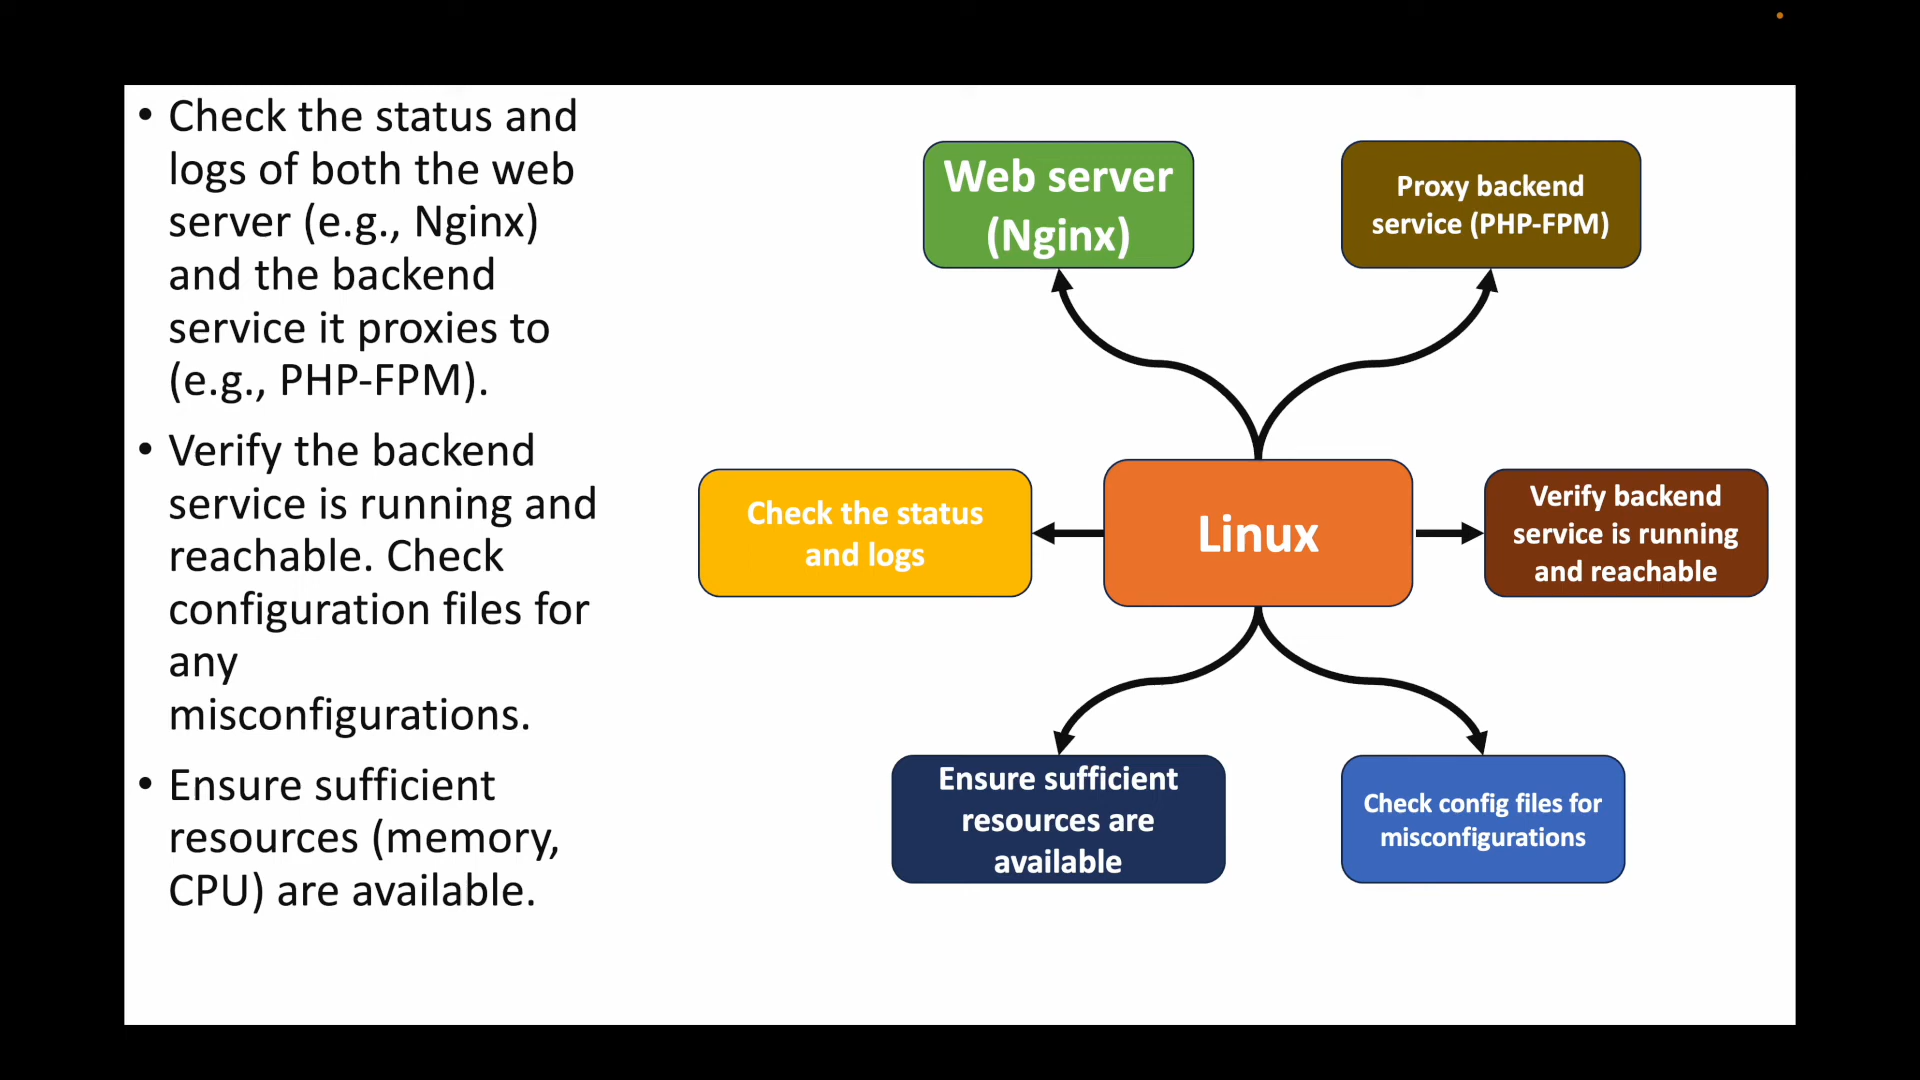 • Check the status and
logs of both the web
server (e.g., Nginx)
and the backend
service it proxies to
(e.g., PHP-FPM).
• Verify the backend
service is running and
reachable. Check
configuration files for
any
misconfigurations.
• Ensure sufficient
resources (memory,
CPU) are available.
Web server
(Nginx)
Proxy backend
service (PHP-FPM)
Check the status
and logs
Linux
Verify backend
service is running
and reachable
Ensure sufficient
resources are
available
Check config files for
misconfigurations